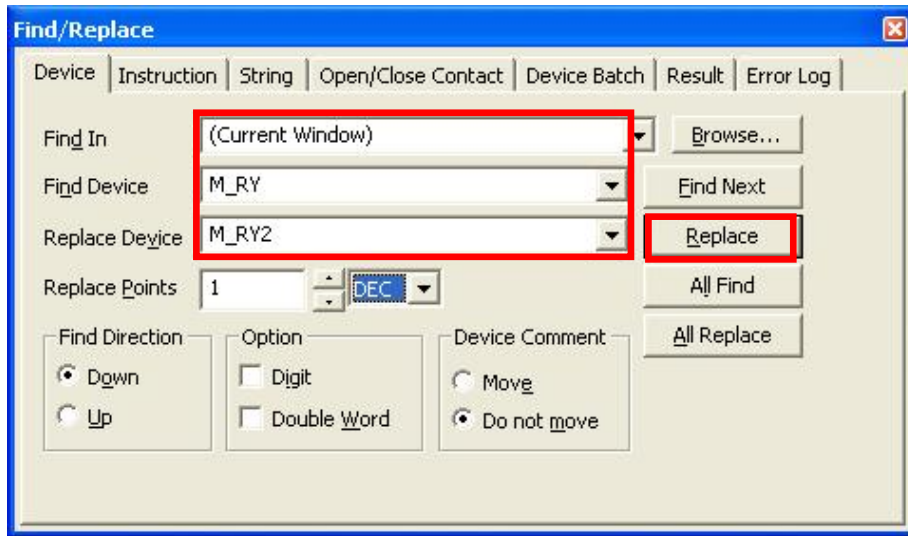 Find/Replace
Device Instruction String Open/Close Contact Device Batch Result Error Log
Find In (Current Window) Browse...
Find Device M_RY Find Next
Replace Device M_RY2 Replace
Replace Points 1 DEC All Find
All Replace
Find Direction Option Device Comment
Down Digit Move
Up Double Word Do not move